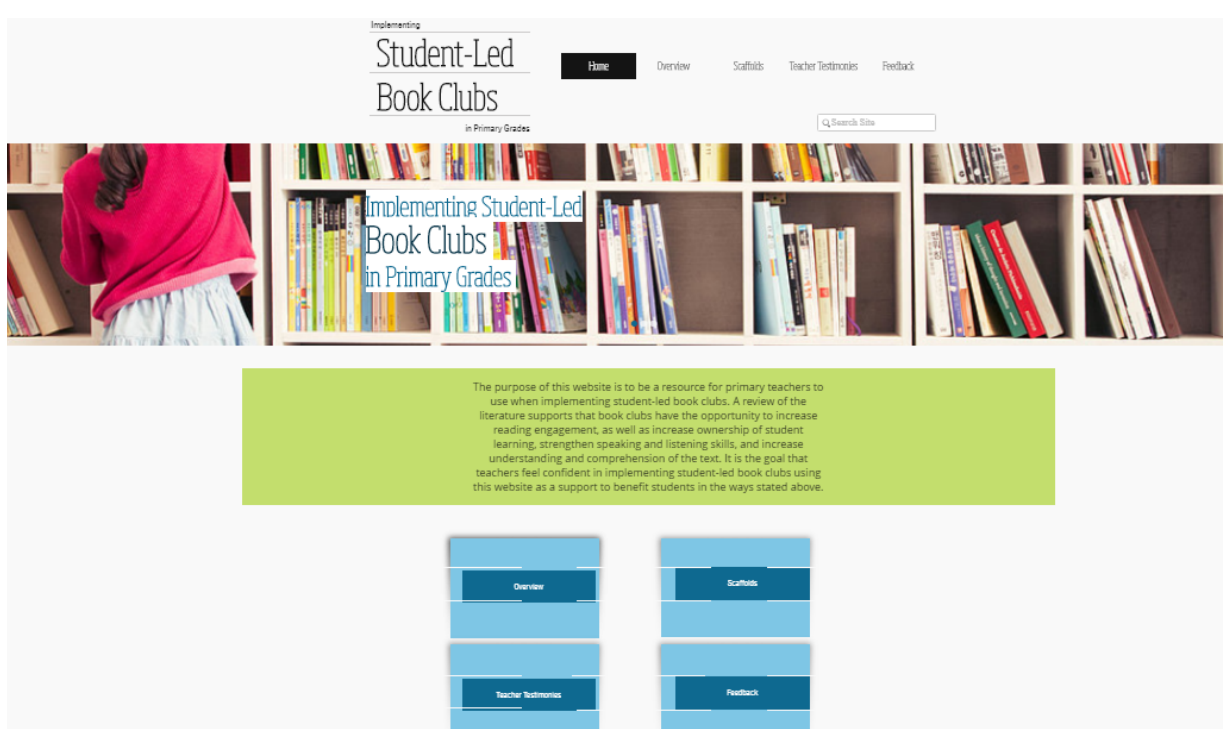 Implementing
Student-Led
Book Clubs
in Primary Grades
Home Overview Scaffolds Teacher Testimonies Feedback
Search Site
Implementing Student-Led
Book Clubs
in Primary Grades
The purpose of this website is to be a resource for primary teachers to
use when implementing student-led book clubs. A review of the
literature supports that book clubs have the opportunity to increase
reading engagement, as well as increase ownership of student
learning, strengthen speaking and listening skills, and increase
understanding and comprehension of the text. It is the goal that
teachers feel confident in implementing student-led book clubs using
this website as a support to benefit students in the ways stated above.
Overview
Scaffolds
Teacher Testimonies
Feedback